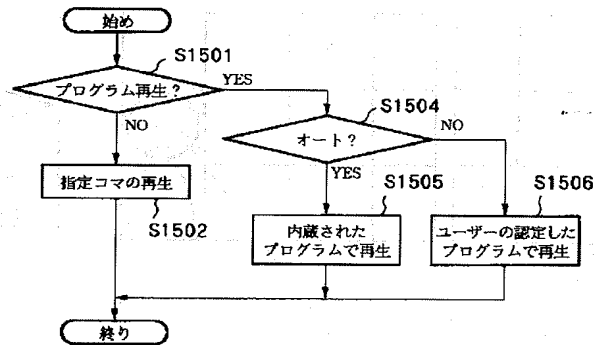 始め
S1501
プログラム再生?
YES
NO
S1504
オート?
NO
YES
指定コマの再生
S1502
S1505
内蔵された
プログラムで再生
S1506
ユーザーの認定した
プログラムで再生
終り